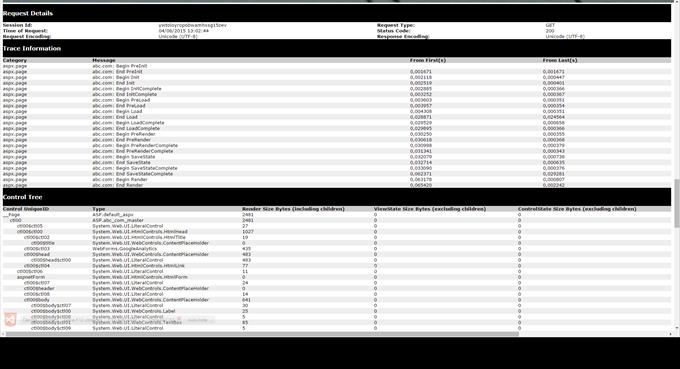 Request Details
Session Id: Request Type: GET
Time of Request: 04/08/2015 13:02:44 Status Code: 200
Request Encoding: Unicode (UTF-8) Response Encoding: Unicode (UTF-8)
Trace Information
Category Message From First(s) From Last(s)
aspx.page abc.com: Begin PreInit
aspx.page abc.com: End PreInit 0,001671 0,001671
aspx.page abc.com: Begin Init 0,002118 0,000447
aspx.page abc.com: End Init 0,002519 0,000401
aspx.page abc.com: Begin InitComplete 0,002885 0,000366
aspx.page abc.com: End InitComplete 0,003252 0,000367
aspx.page abc.com: Begin PreLoad 0,003603 0,000351
aspx.page abc.com: End PreLoad 0,003957 0,000354
aspx.page abc.com: Begin Load 0,004308 0,000351
aspx.page abc.com: End Load 0,028871 0,024564
aspx.page abc.com: Begin LoadComplete 0,029529 0,000658
aspx.page abc.com: End LoadComplete 0,029895 0,000366
aspx.page abc.com: Begin PreRender 0,030250 0,000355
aspx.page abc.com: End PreRender 0,030618 0,000368
aspx.page abc.com: Begin PreRenderComplete 0,030998 0,000379
aspx.page abc.com: End PreRenderComplete 0,031341 0,000343
aspx.page abc.com: Begin SaveState 0,032079 0,000738
aspx.page abc.com: End SaveState 0,032714 0,000635
aspx.page abc.com: Begin SaveStateComplete 0,033090 0,000376
aspx.page abc.com: End SaveStateComplete 0,062371 0,029281
aspx.page abc.com: Begin Render 0,063178 0,000807
aspx.page abc.com: End Render 0,065420 0,002242
Control Tree
Control UniqueID Type Render Size Bytes (including children) ViewState Size Bytes (excluding children) ControlState Size Bytes (excluding children)
__Page ASP.default_aspx 2481 0 0
ctl00 ASP.abc_com_master 2481 0 0
ctl00$ctl05 System.Web.UI.LiteralControl 27 0 0
ctl00$ctl00 System.Web.UI.HtmlControls.HtmlHead 1027 0 0
ctl00$ctl02 System.Web.UI.HtmlControls.HtmlTitle 19 0 0
ctl00$title System.Web.UI.WebControls.ContentPlaceHolder 0 0 0
ctl00$ctl03 WebForms.GoogleAnalytics 435 0 0
ctl00$head System.Web.UI.WebControls.ContentPlaceHolder 483 0 0
ctl00$head$ctl00 System.Web.UI.LiteralControl 483 0 0
ctl00$ctl04 System.Web.UI.HtmlControls.HtmlLink 77 0 0
ctl00$ctl06 System.Web.UI.LiteralControl 11 0 0
aspnetForm System.Web.UI.HtmlControls.HtmlForm 0 0 0
ctl00$ctl07 System.Web.UI.LiteralControl 24 0 0
System.Web.UI.WebControls.ContentPlaceHolder 0 0 0
ctl00$ctl08 System.Web.UI.LiteralControl 14 0 0
ctl00$body System.Web.UI.WebControls.ContentPlaceHolder 641 0 0
ctl00$body$ctl07 System.Web.UI.LiteralControl 30 0 0
System.Web.UI.WebControls.Label 25 0 0
ctl00$body$ctl08 System.Web.UI.LiteralControl 5 0 0
System.Web.UI.WebControls.TextBox 85 0 0
ctl00$body$ctl09 System.Web.UI.LiteralControl 5 0 0